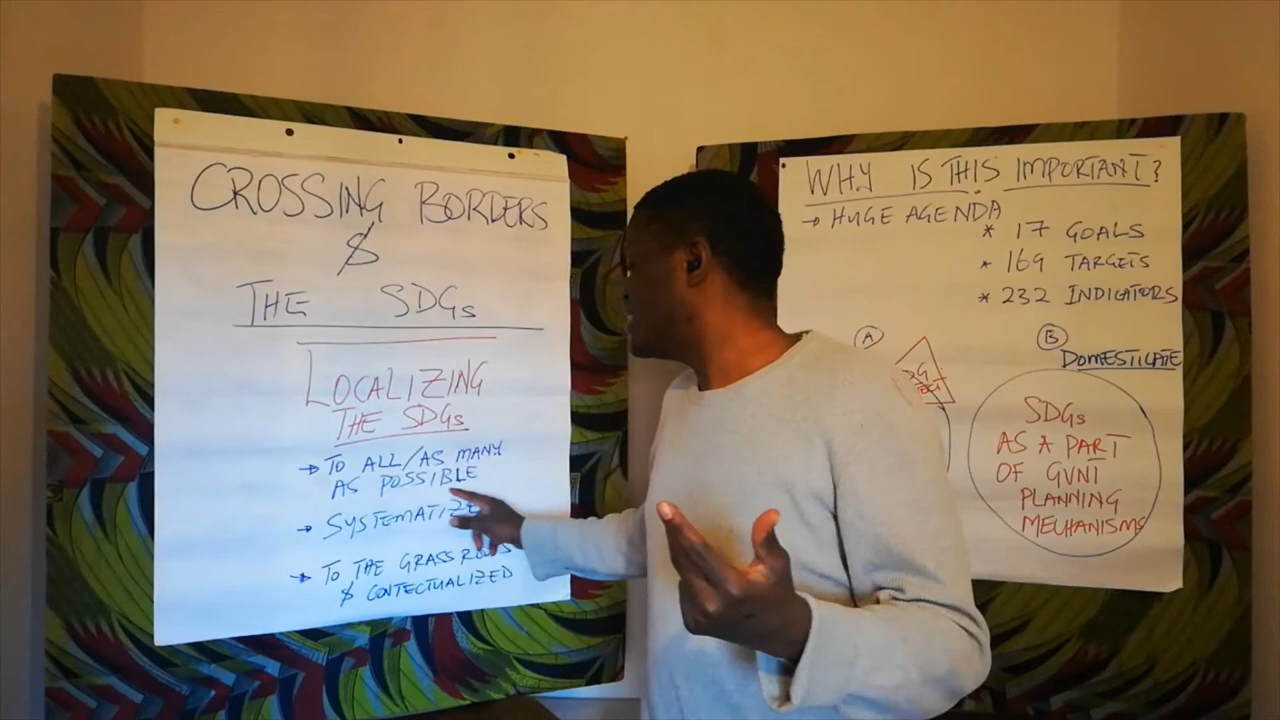 CROSSING BORDERS
&
THE SDGs
LOCALIZING
THE SDGs
→ TO ALL/AS MANY
AS POSSIBLE
→ SYSTEMATIZE
→ TO THE GRASS ROOTS
& CONTECTUALIZED
WHY IS THIS IMPORTANT?
→ HUGE AGENDA
* 17 GOALS
* 169 TARGETS
* 232 INDICATORS
A
B
DOMESTICATE
SDGs
AS A PART
OF GVNT
PLANNING
MECHANISMS